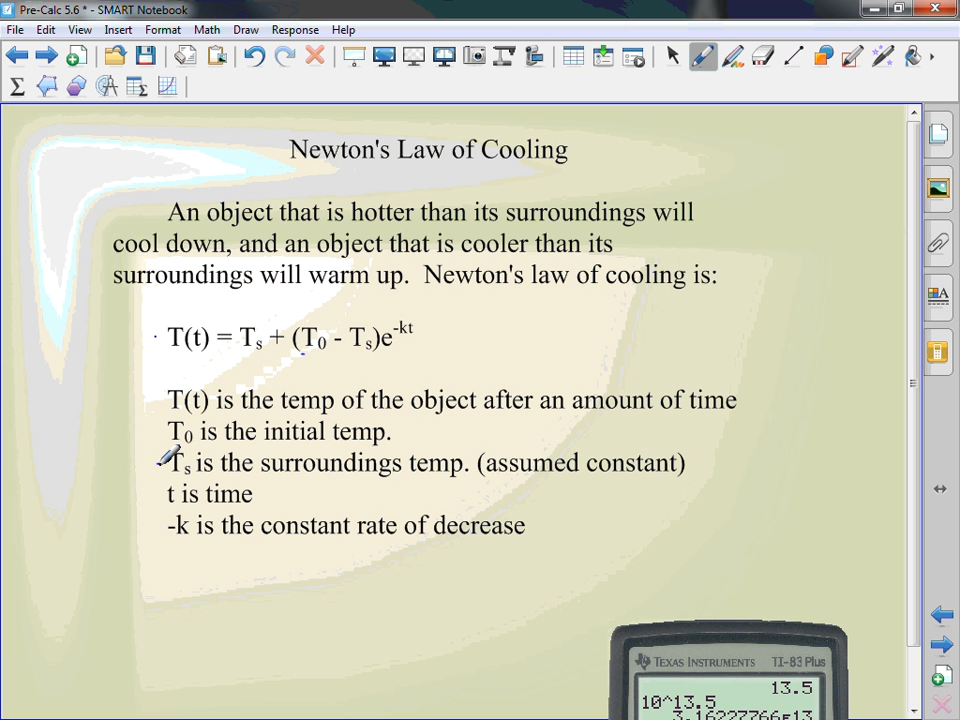 Pre-Calc 5.6 * - SMART Notebook
File Edit View Insert Format Math Draw Response Help
Newton's Law of Cooling
An object that is hotter than its surroundings will
cool down, and an object that is cooler than its
surroundings will warm up. Newton's law of cooling is:
T(t) = Tₛ + (T₀ - Tₛ)e^-kt
T(t) is the temp of the object after an amount of time
T₀ is the initial temp.
Tₛ is the surroundings temp. (assumed constant)
t is time
-k is the constant rate of decrease
TEXAS INSTRUMENTS TI-83 Plus
13.5
10^13.5
3.16227766E13